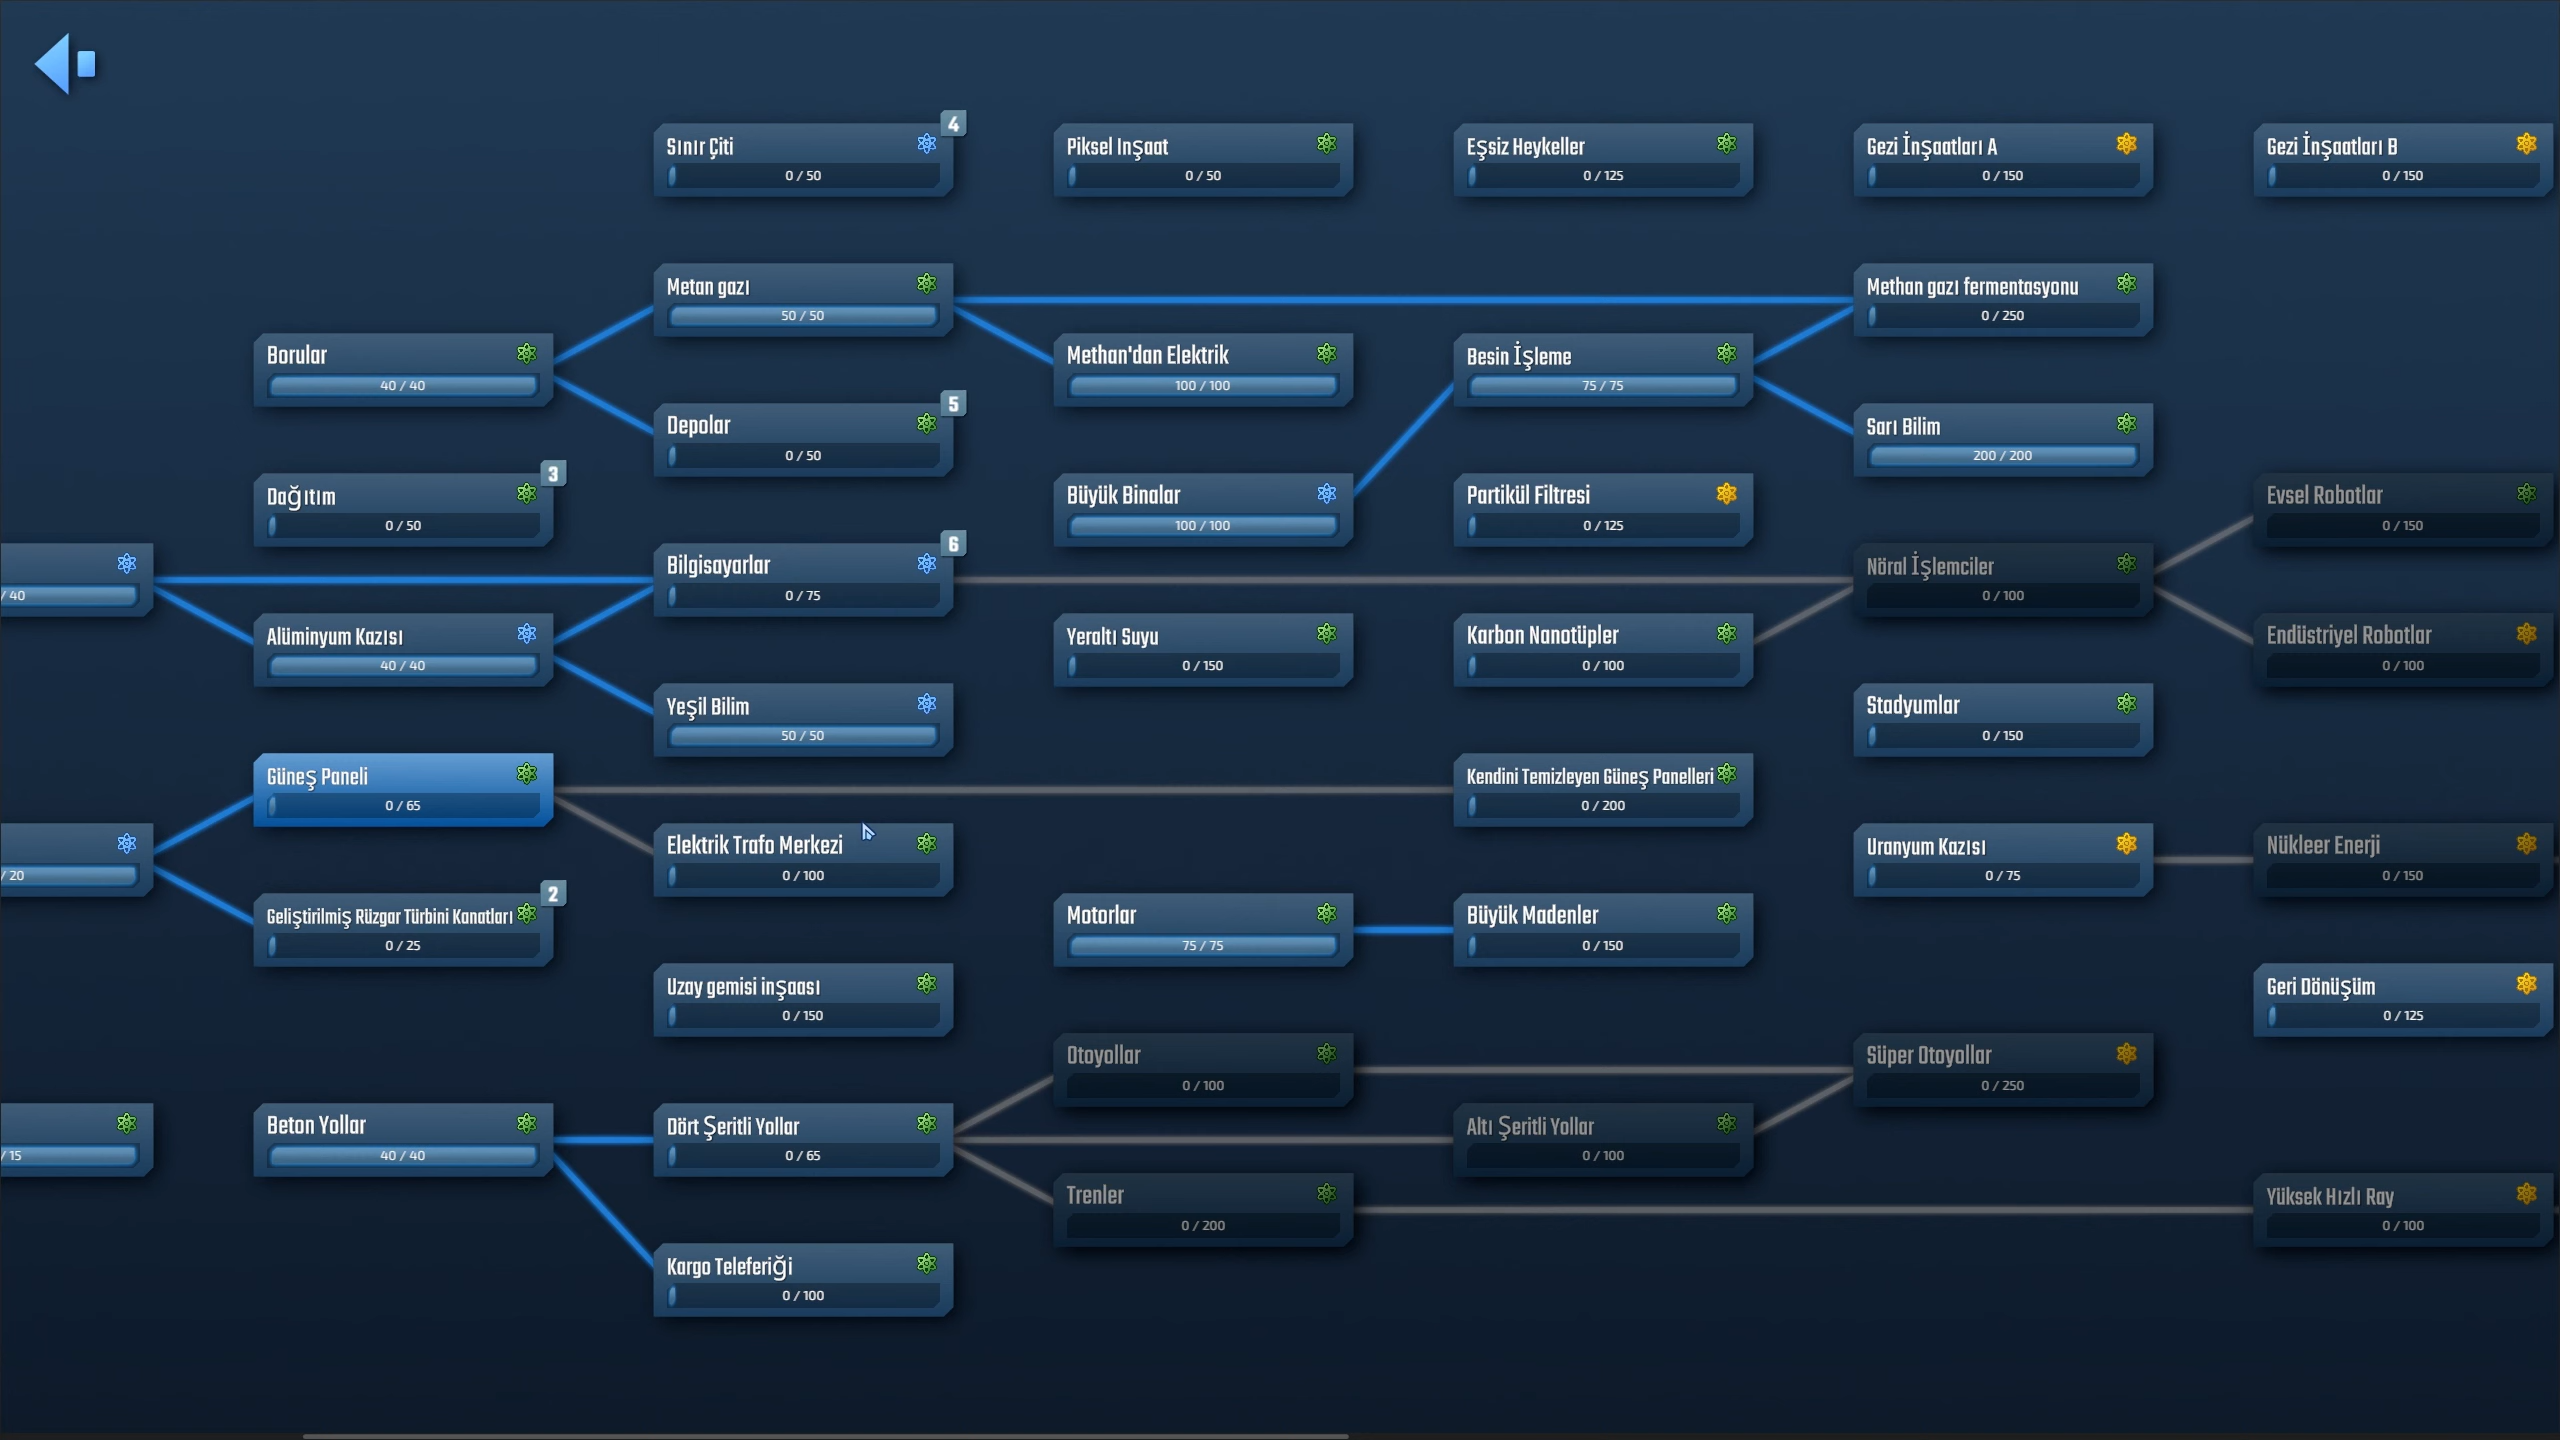 4
Sınır Çiti
0 / 50
Piksel Inşaat
0 / 50
Eşsiz Heykeller
0 / 125
Gezi İnşaatları A
0 / 150
Gezi İnşaatları B
0 / 150
Metan gazı
50 / 50
Methan gazı fermentasyonu
0 / 250
Borular
40 / 40
Methan'dan Elektrik
100 / 100
Besin İşleme
75 / 75
5
Depolar
0 / 50
Sarı Bilim
200 / 200
3
Dağıtım
0 / 50
Büyük Binalar
100 / 100
Partikül Filtresi
0 / 125
Evsel Robotlar
0 / 150
/ 40
6
Bilgisayarlar
0 / 75
Nöral İşlemciler
0 / 100
Alüminyum Kazısı
40 / 40
Yeraltı Suyu
0 / 150
Karbon Nanotüpler
0 / 100
Endüstriyel Robotlar
0 / 100
Yeşil Bilim
50 / 50
Stadyumlar
0 / 150
Güneş Paneli
0 / 65
Kendini Temizleyen Güneş Panelleri
0 / 200
/ 20
Elektrik Trafo Merkezi
0 / 100
Uranyum Kazısı
0 / 75
Nükleer Enerji
0 / 150
2
Geliştirilmiş Rüzgar Türbini Kanatları
0 / 25
Motorlar
75 / 75
Büyük Madenler
0 / 150
Uzay gemisi inşaası
0 / 150
Geri Dönüşüm
0 / 125
Otoyollar
0 / 100
Süper Otoyollar
0 / 250
/ 15
Beton Yollar
40 / 40
Dört Şeritli Yollar
0 / 65
Altı Şeritli Yollar
0 / 100
Trenler
0 / 200
Yüksek Hızlı Ray
0 / 100
Kargo Teleferiği
0 / 100